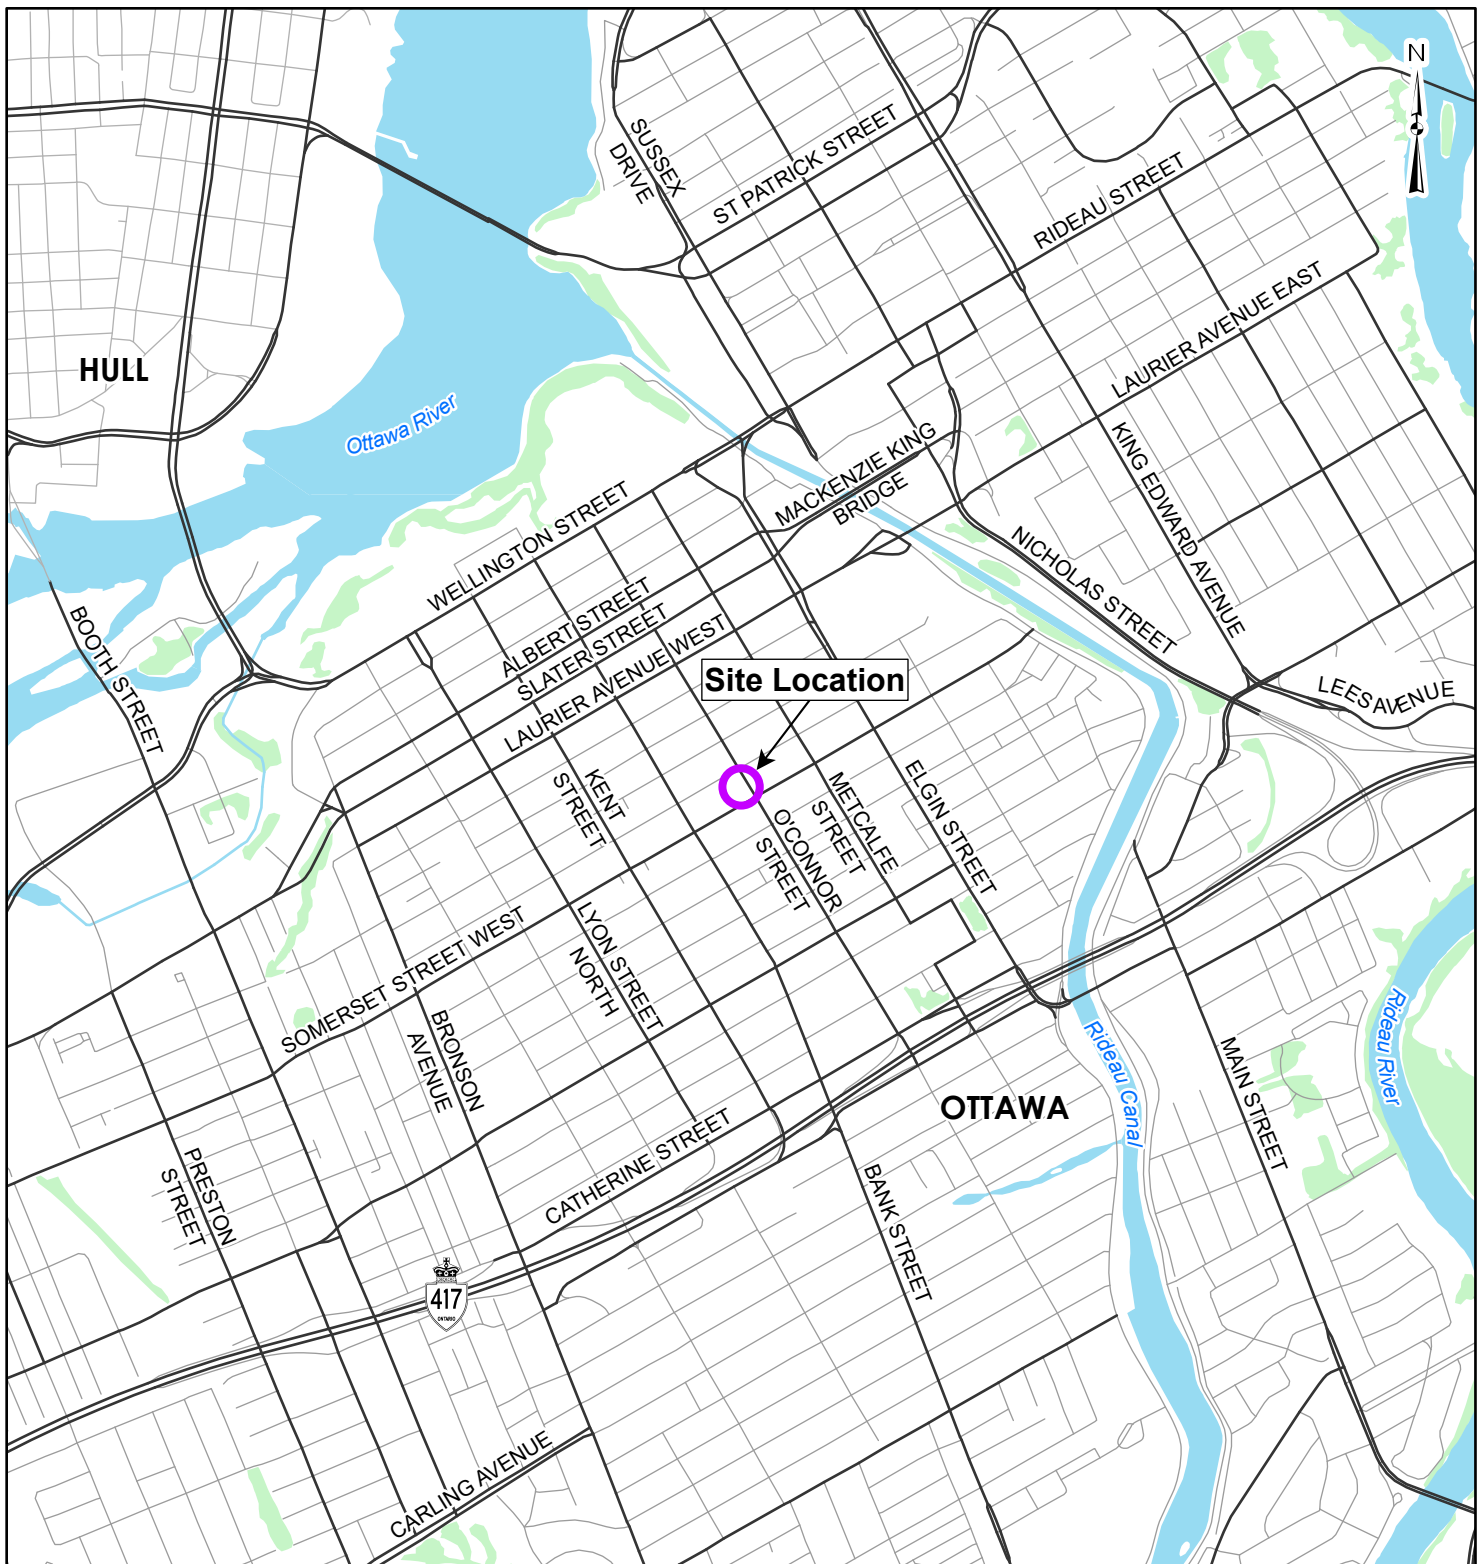 N
SUSSEX
DRIVE
ST PATRICK STREET
RIDEAU STREET
LAURIER AVENUE EAST
HULL
Ottawa River
MACKENZIE KING
BRIDGE
KING EDWARD AVENUE
WELLINGTON STREET
NICHOLAS STREET
ALBERT STREET
SLATER STREET
LAURIER AVENUE WEST
BOOTH STREET
Site Location
LEES AVENUE
KENT
STREET
METCALFE
STREET
ELGIN STREET
O'CONNOR
STREET
LYON STREET
NORTH
SOMERSET STREET WEST
BRONSON
AVENUE
Rideau Canal
Rideau River
MAIN STREET
OTTAWA
CATHERINE STREET
PRESTON
STREET
BANK STREET
417
ONTARIO
CARLING AVENUE